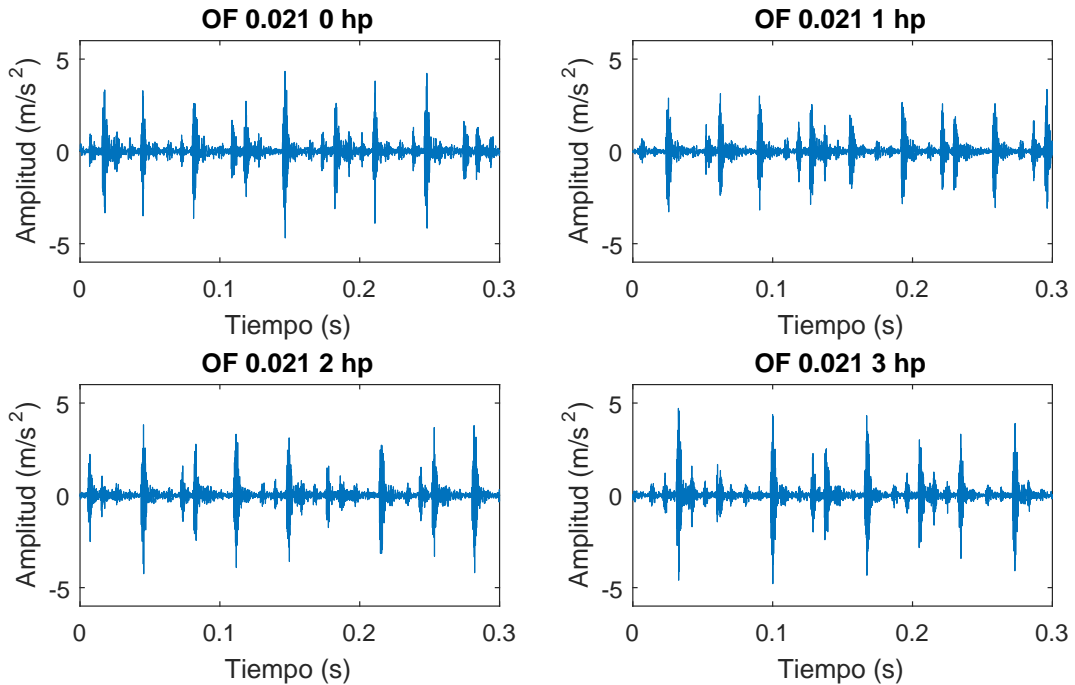 OF 0.021 0 hp
Amplitud (m/s²)
5
0
-5
0 0.1 0.2 0.3
Tiempo (s)
OF 0.021 1 hp
Amplitud (m/s²)
5
0
-5
0 0.1 0.2 0.3
Tiempo (s)
OF 0.021 2 hp
Amplitud (m/s²)
5
0
-5
0 0.1 0.2 0.3
Tiempo (s)
OF 0.021 3 hp
Amplitud (m/s²)
5
0
-5
0 0.1 0.2 0.3
Tiempo (s)